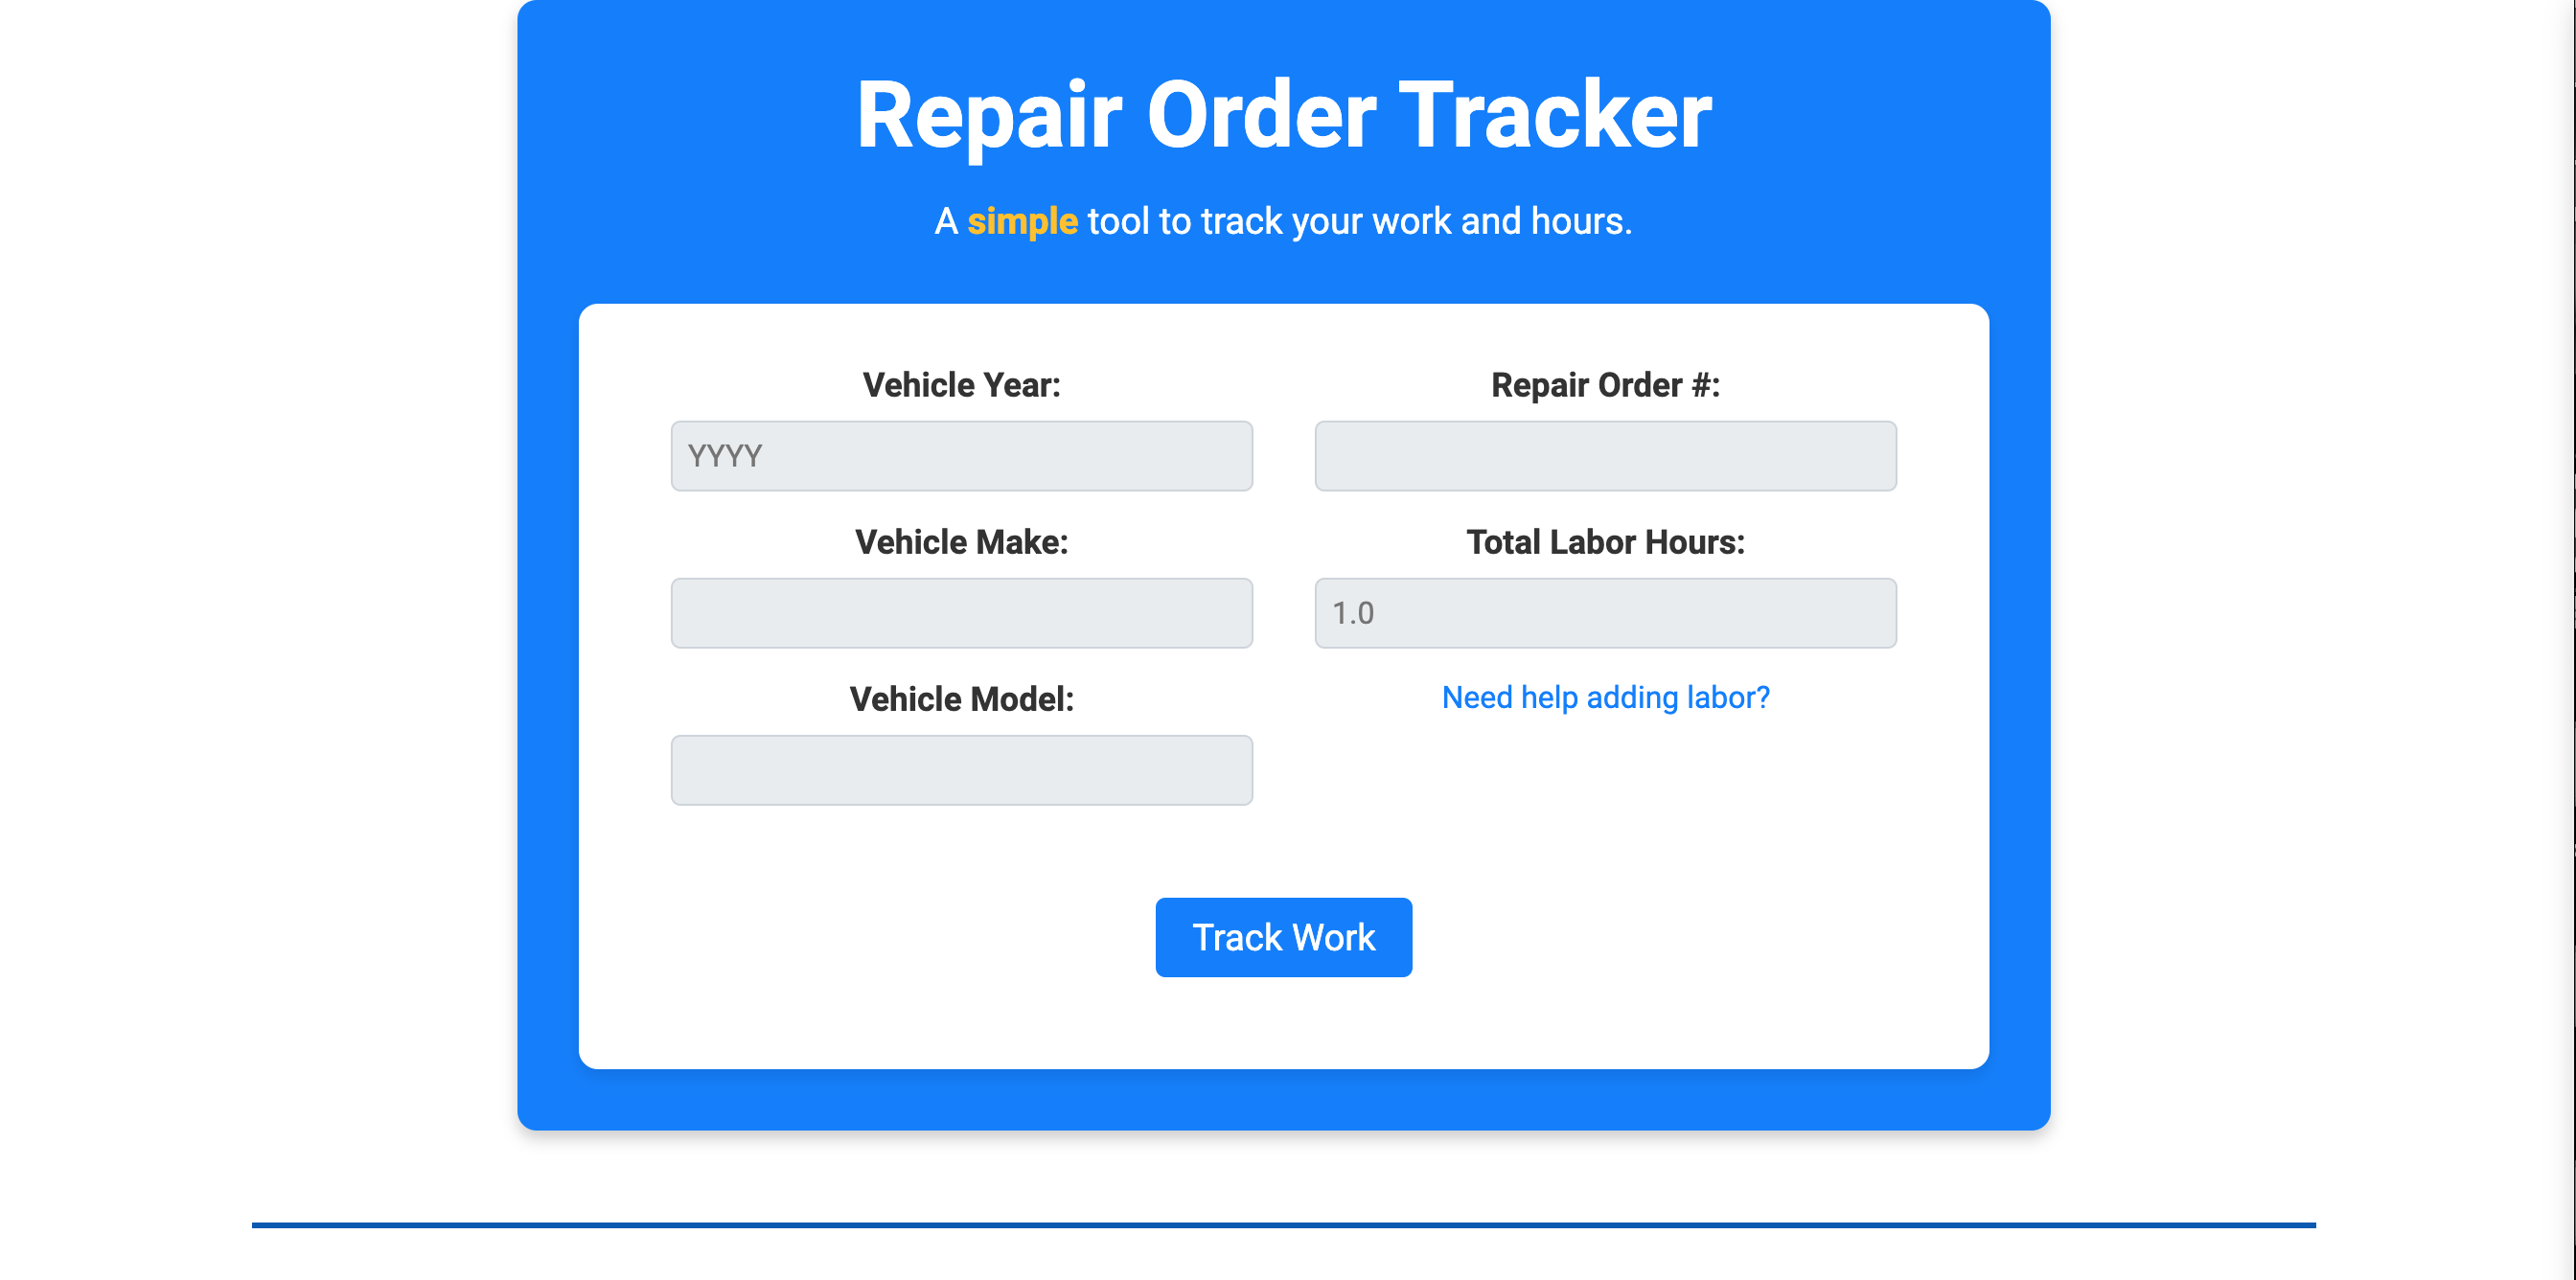 Repair Order Tracker
A simple tool to track your work and hours.
Vehicle Year:
YYYY
Repair Order #:
Vehicle Make:
Total Labor Hours:
1.0
Vehicle Model:
Need help adding labor?
Track Work